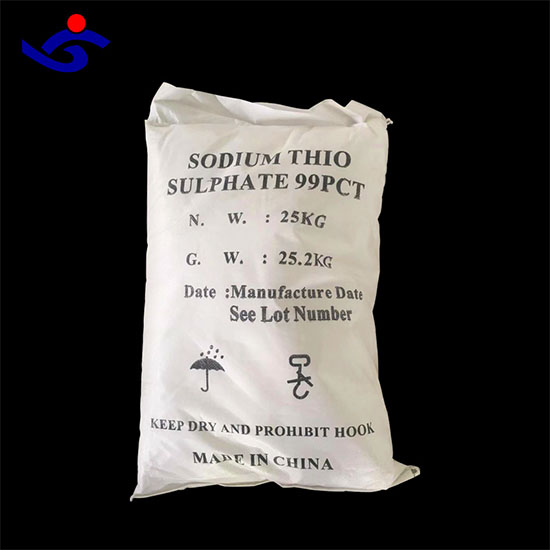 SODIUM THIO
SULPHATE 99PCT
N. W. : 25KG
G. W. : 25.2KG
Date :Manufacture Date
See Lot Number
KEEP DRY AND PROHIBIT HOOK
MADE IN CHINA